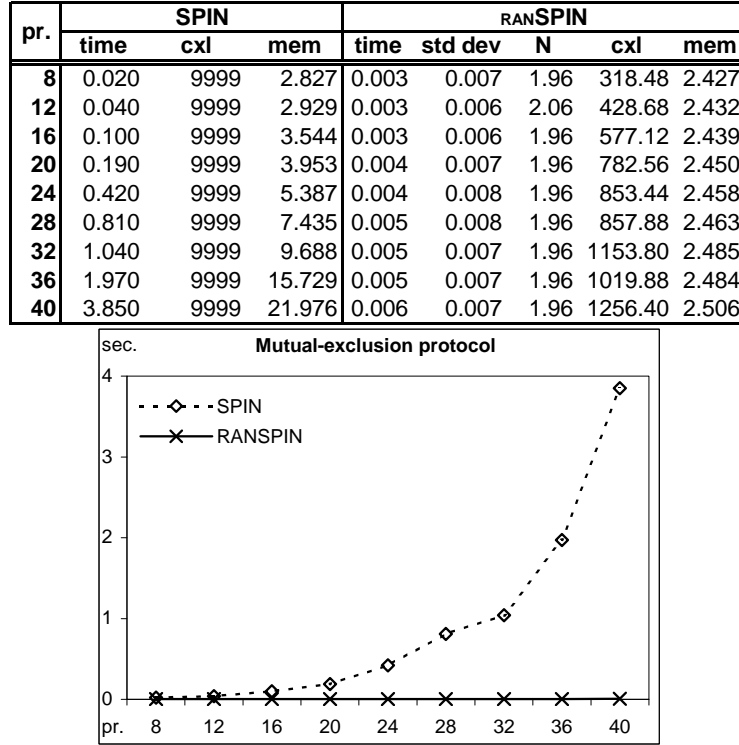 pr. SPIN RANSPIN
time cxl mem time std dev N cxl mem
8 0.020 9999 2.827 0.003 0.007 1.96 318.48 2.427
12 0.040 9999 2.929 0.003 0.006 2.06 428.68 2.432
16 0.100 9999 3.544 0.003 0.006 1.96 577.12 2.439
20 0.190 9999 3.953 0.004 0.007 1.96 782.56 2.450
24 0.420 9999 5.387 0.004 0.008 1.96 853.44 2.458
28 0.810 9999 7.435 0.005 0.008 1.96 857.88 2.463
32 1.040 9999 9.688 0.005 0.007 1.96 1153.80 2.485
36 1.970 9999 15.729 0.005 0.007 1.96 1019.88 2.484
40 3.850 9999 21.976 0.006 0.007 1.96 1256.40 2.506
sec. Mutual-exclusion protocol
4
SPIN
RANSPIN
3
2
1
0
pr. 8 12 16 20 24 28 32 36 40